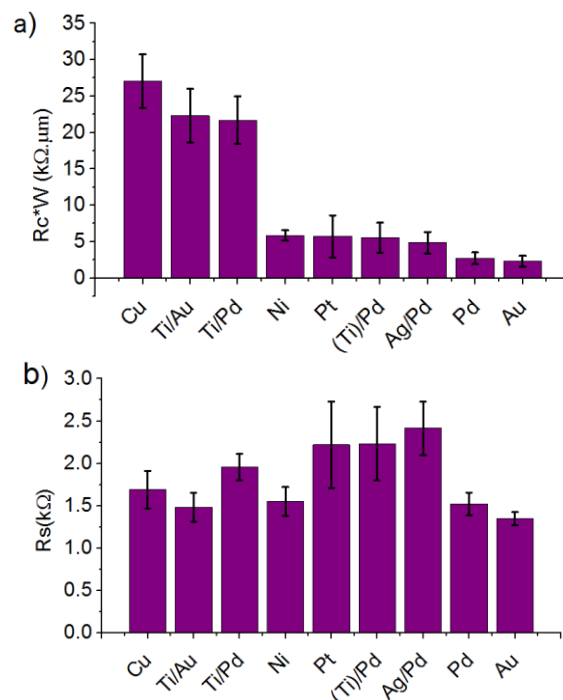 a)
Rc*W (kΩ.μm)
35
30
25
20
15
10
5
0
Cu
Ti/Au
Ti/Pd
Ni
Pt
(Ti)/Pd
Ag/Pd
Pd
Au
b)
Rs(kΩ)
3.0
2.5
2.0
1.5
1.0
0.5
0.0
Cu
Ti/Au
Ti/Pd
Ni
Pt
(Ti)/Pd
Ag/Pd
Pd
Au